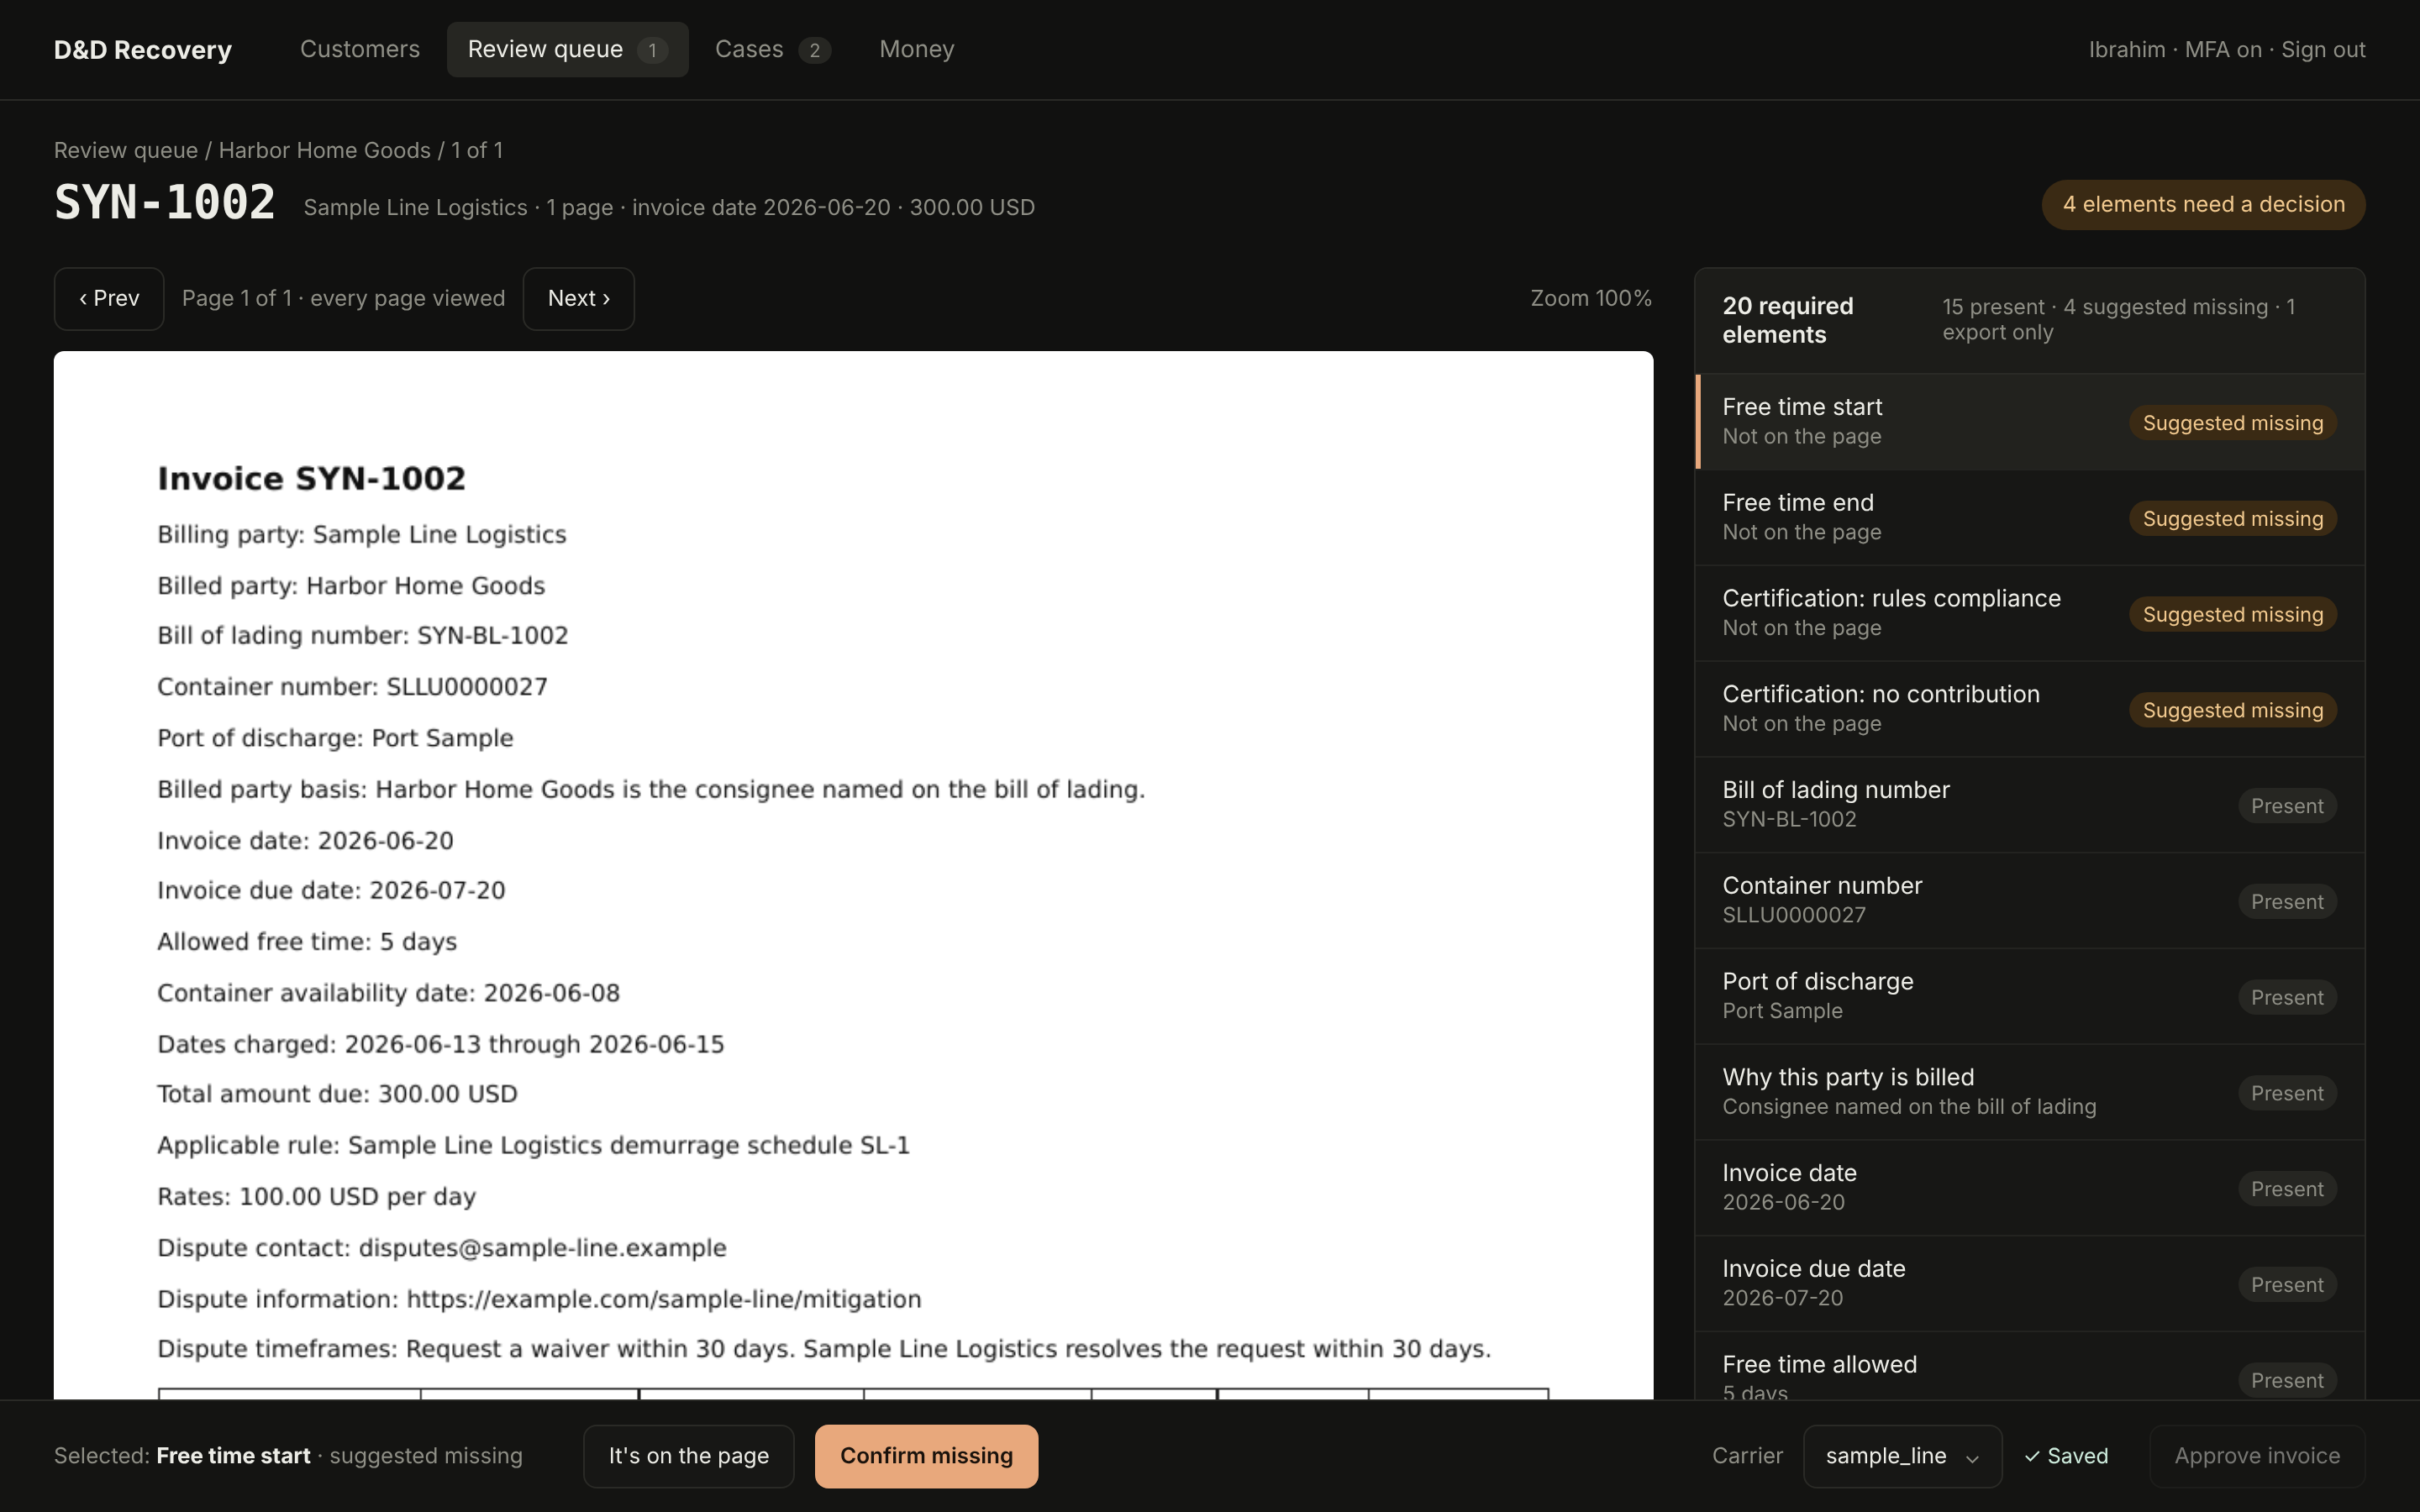 D&D Recovery
Customers
Review queue 1
Cases 2
Money
Ibrahim · MFA on · Sign out
Review queue / Harbor Home Goods / 1 of 1
SYN-1002
Sample Line Logistics · 1 page · invoice date 2026-06-20 · 300.00 USD
4 elements need a decision
‹ Prev
Page 1 of 1 · every page viewed
Next ›
Zoom 100%
Invoice SYN-1002
Billing party: Sample Line Logistics
Billed party: Harbor Home Goods
Bill of lading number: SYN-BL-1002
Container number: SLLU0000027
Port of discharge: Port Sample
Billed party basis: Harbor Home Goods is the consignee named on the bill of lading.
Invoice date: 2026-06-20
Invoice due date: 2026-07-20
Allowed free time: 5 days
Container availability date: 2026-06-08
Dates charged: 2026-06-13 through 2026-06-15
Total amount due: 300.00 USD
Applicable rule: Sample Line Logistics demurrage schedule SL-1
Rates: 100.00 USD per day
Dispute contact: disputes@sample-line.example
Dispute information: https://example.com/sample-line/mitigation
Dispute timeframes: Request a waiver within 30 days. Sample Line Logistics resolves the request within 30 days.
20 required
elements
15 present · 4 suggested missing · 1
export only
Free time start
Not on the page
Suggested missing
Free time end
Not on the page
Suggested missing
Certification: rules compliance
Not on the page
Suggested missing
Certification: no contribution
Not on the page
Suggested missing
Bill of lading number
SYN-BL-1002
Present
Container number
SLLU0000027
Present
Port of discharge
Port Sample
Present
Why this party is billed
Consignee named on the bill of lading
Present
Invoice date
2026-06-20
Present
Invoice due date
2026-07-20
Present
Free time allowed
5 days
Present
Selected: Free time start · suggested missing
It's on the page
Confirm missing
Carrier
sample_line
✓ Saved
Approve invoice